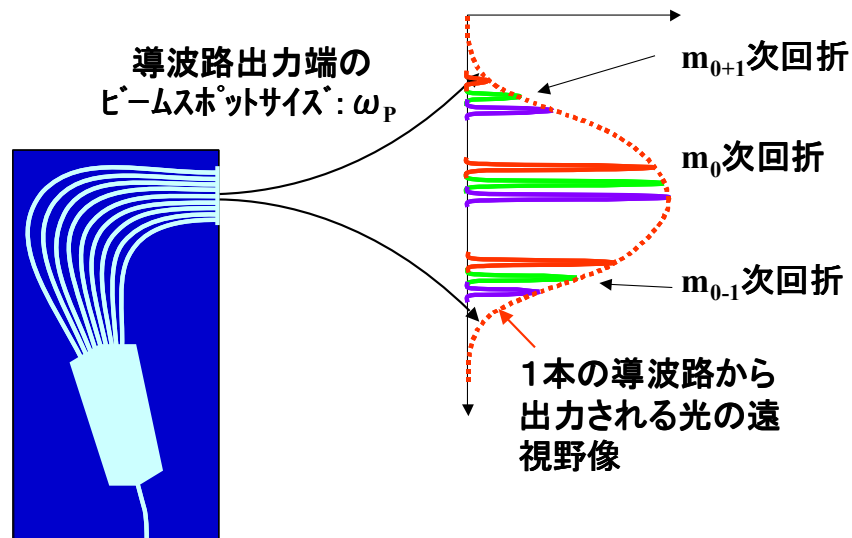 導波路出力端の
ﾋﾞｰﾑｽﾎﾟｯﾄｻｲｽﾞ：ωP
m0+1次回折
m0次回折
m0-1次回折
１本の導波路から
出力される光の遠
視野像